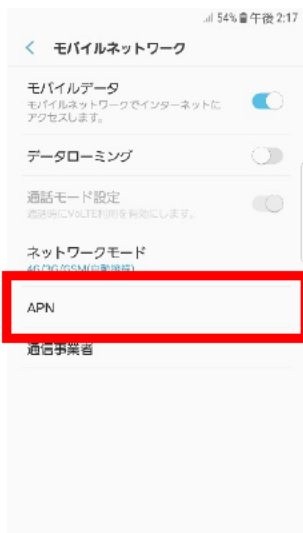 54% 午後 2:17
モバイルネットワーク
モバイルデータ
モバイルネットワークでインターネットに
アクセスします。
データローミング
通話モード設定
通話時にVoLTE利用を有効にします。
ネットワークモード
4G/3G/GSM(自動接続)
APN
通信事業者